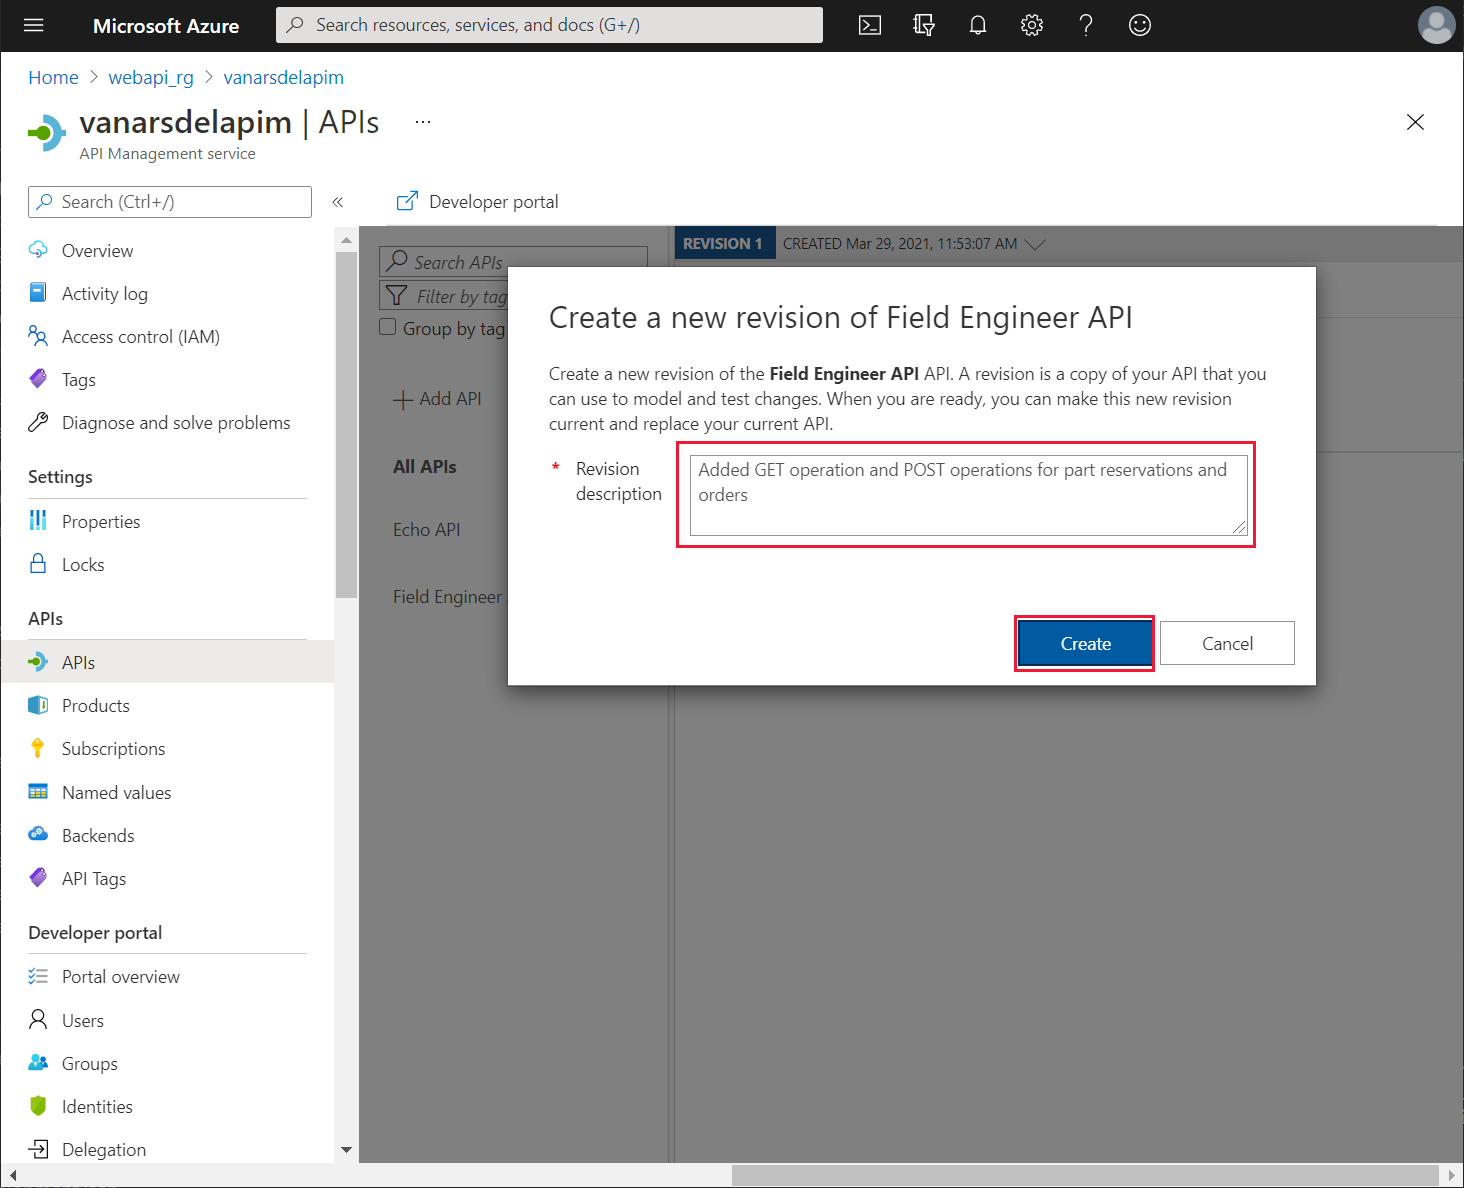 Microsoft Azure
Search resources, services, and docs (G+/)
Home > webapi_rg > vanarsdelapim
vanarsdelapim | APIs ...
API Management service
Search (Ctrl+/)
«
Developer portal
Overview
Activity log
Access control (IAM)
Tags
Diagnose and solve problems
Settings
Properties
Locks
APIs
APIs
Products
Subscriptions
Named values
Backends
API Tags
Developer portal
Portal overview
Users
Groups
Identities
Delegation
Search APIs
Filter by tag
Group by tag
Add API
All APIs
Echo API
Field Engineer
REVISION 1 CREATED Mar 29, 2021, 11:53:07 AM
Create a new revision of Field Engineer API
Create a new revision of the Field Engineer API API. A revision is a copy of your API that you
can use to model and test changes. When you are ready, you can make this new revision
current and replace your current API.
* Revision
description
Added GET operation and POST operations for part reservations and
orders
Create
Cancel